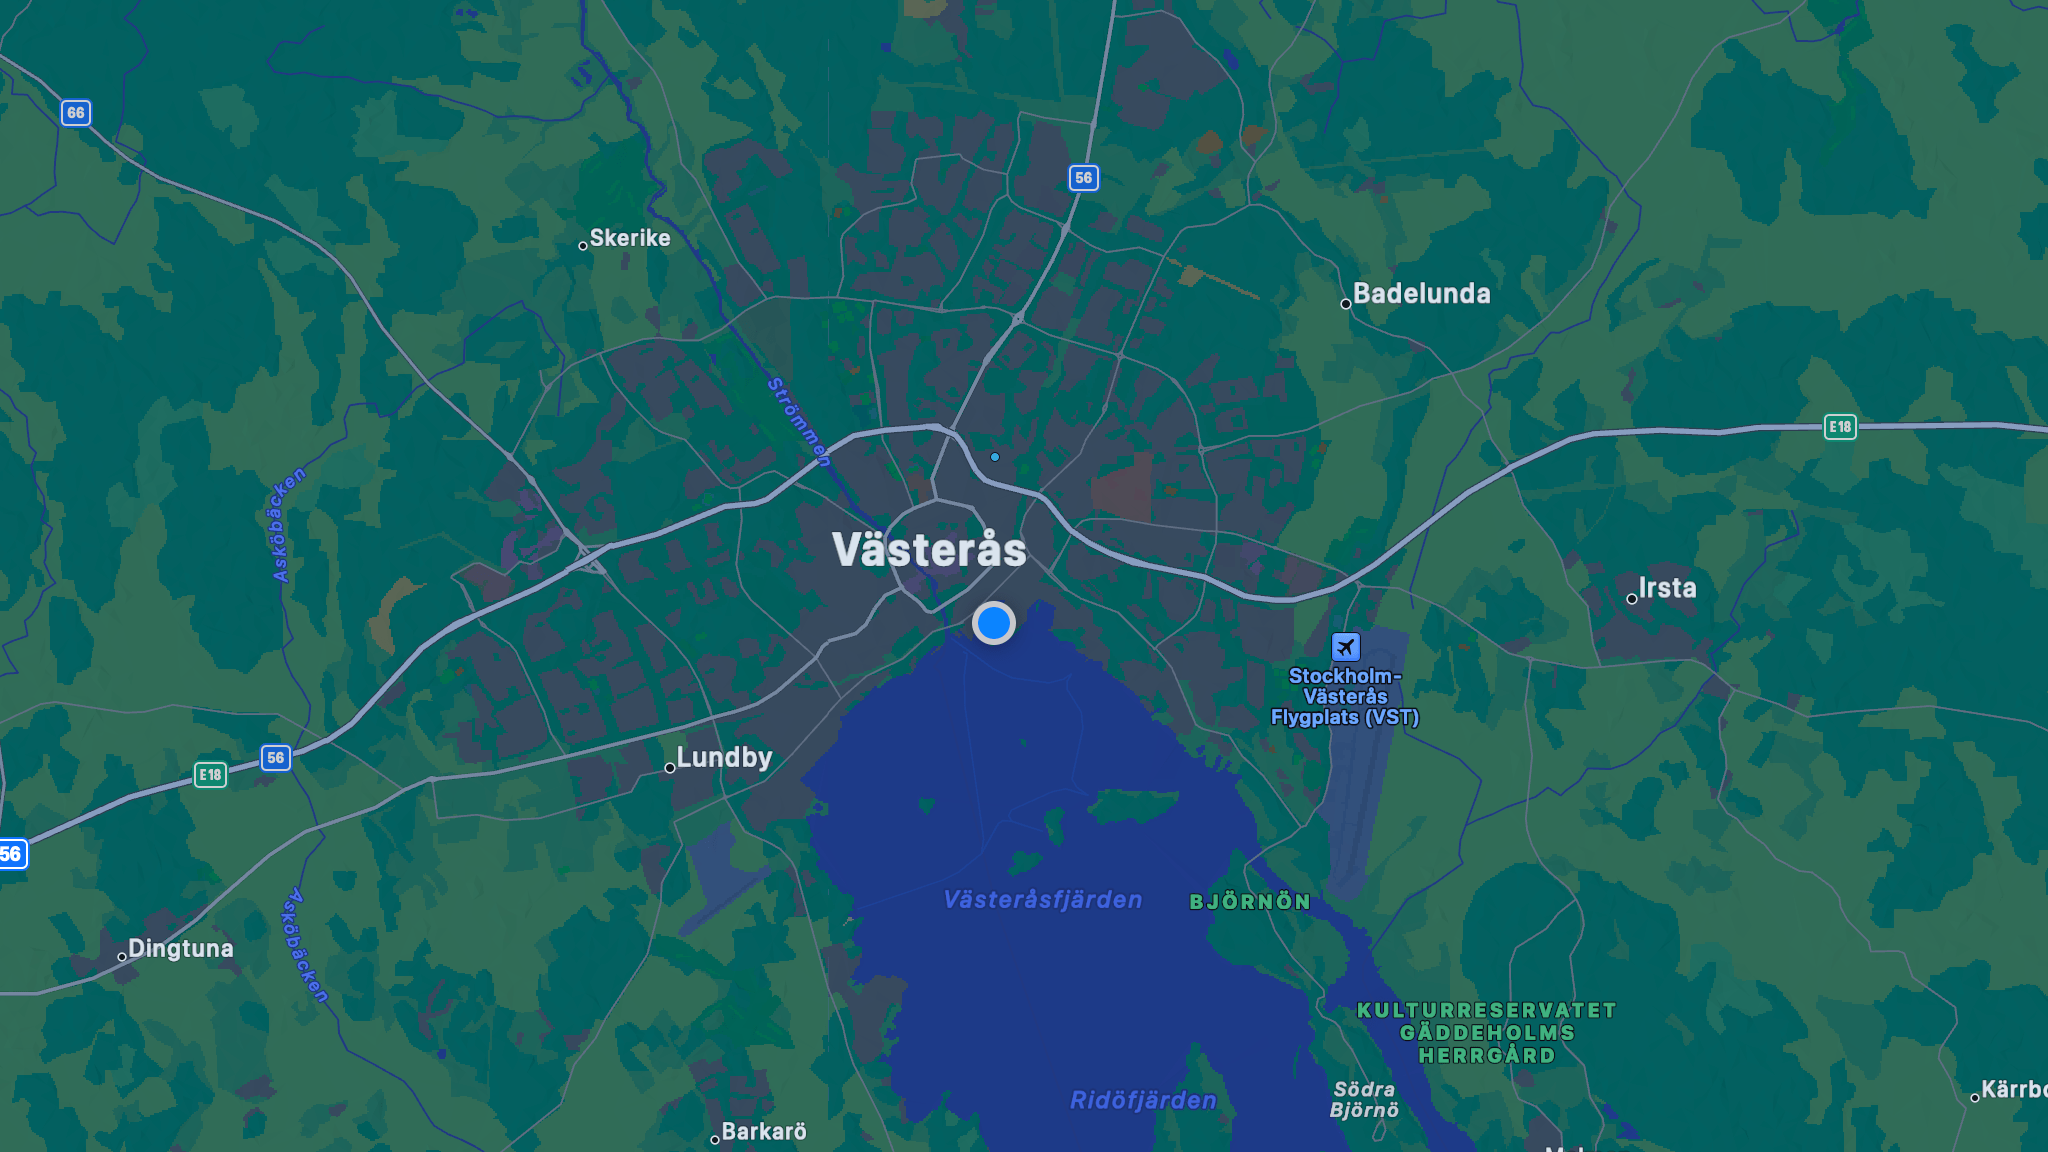 66
56
Skerike
Badelunda
Strömmen
E18
Asköbäcken
Västerås
Irsta
Stockholm-
Västerås
Flygplats (VST)
Lundby
56
E18
56
Västeråsfjärden
BJÖRNÖN
Asköbäcken
Dingtuna
KULTURRESERVATET
GÄDDEHOLMS
HERRGÅRD
Södra
Björnö
Ridöfjärden
Kärrbo
Barkarö